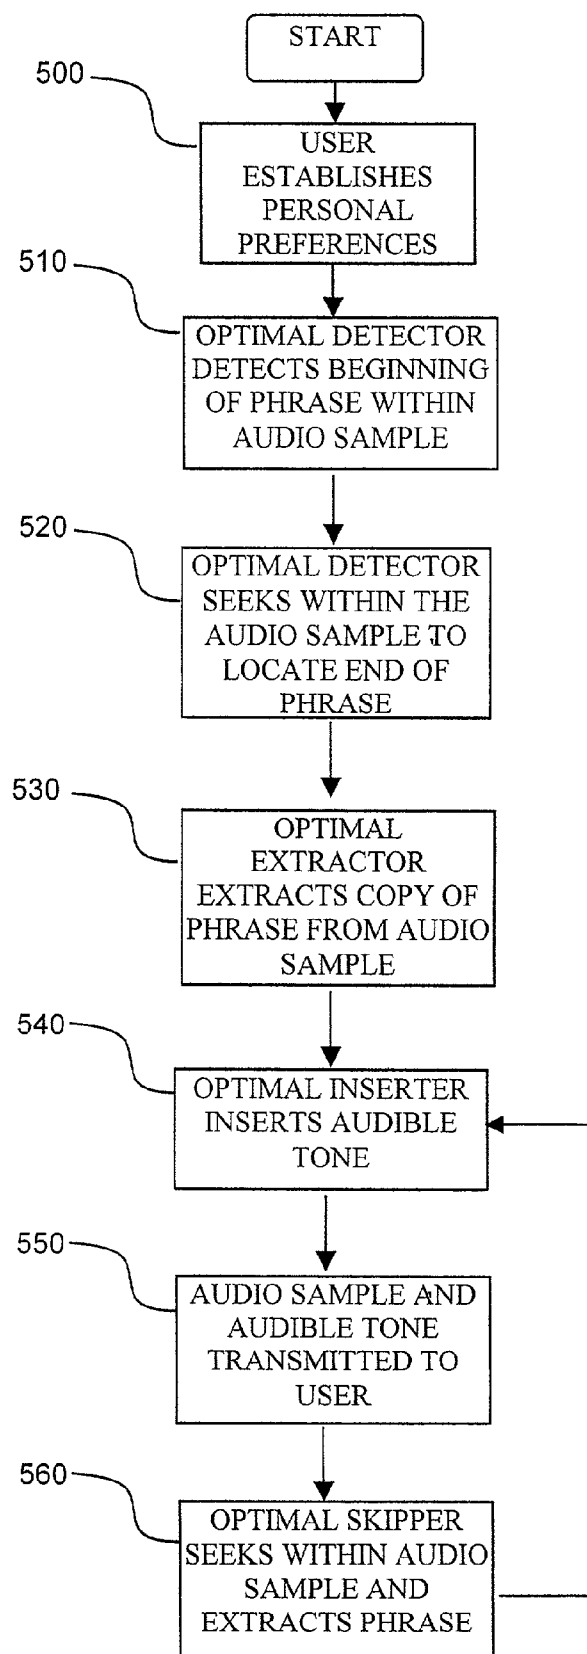 START
500
USER
ESTABLISHES
PERSONAL
PREFERENCES
510
OPTIMAL DETECTOR
DETECTS BEGINNING
OF PHRASE WITHIN
AUDIO SAMPLE
520
OPTIMAL DETECTOR
SEEKS WITHIN THE
AUDIO SAMPLE TO
LOCATE END OF
PHRASE
530
OPTIMAL
EXTRACTOR
EXTRACTS COPY OF
PHRASE FROM AUDIO
SAMPLE
540
OPTIMAL INSERTER
INSERTS AUDIBLE
TONE
550
AUDIO SAMPLE AND
AUDIBLE TONE
TRANSMITTED TO
USER
560
OPTIMAL SKIPPER
SEEKS WITHIN AUDIO
SAMPLE AND
EXTRACTS PHRASE